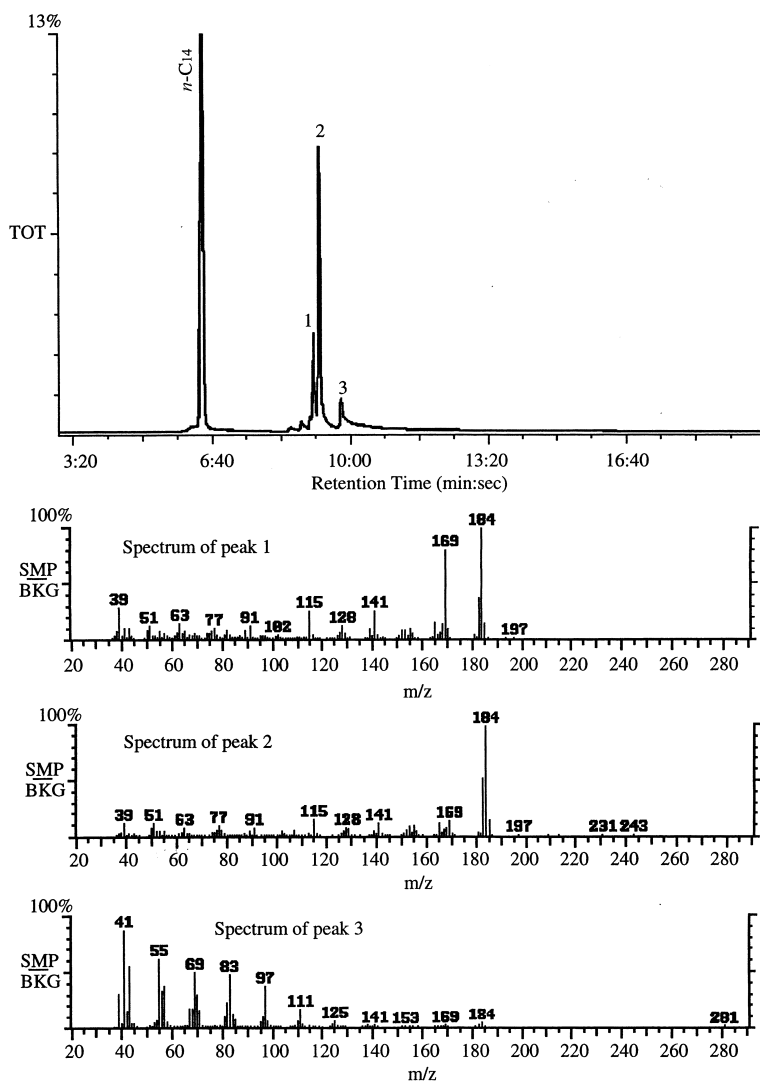 13%
n-C14
2
TOT
1
3
3:20 6:40 10:00 13:20 16:40
Retention Time (min:sec)
100%
Spectrum of peak 1
SMP
BKG
39 51 63 77 91 102 115 128 141 169 184 197
20 40 60 80 100 120 140 160 180 200 220 240 260 280
m/z
100%
Spectrum of peak 2
SMP
BKG
39 51 63 77 91 115 128 141 169 184 197 231 243
20 40 60 80 100 120 140 160 180 200 220 240 260 280
m/z
100%
Spectrum of peak 3
SMP
BKG
41 55 69 83 97 111 125 141 153 169 184 281
20 40 60 80 100 120 140 160 180 200 220 240 260 280
m/z